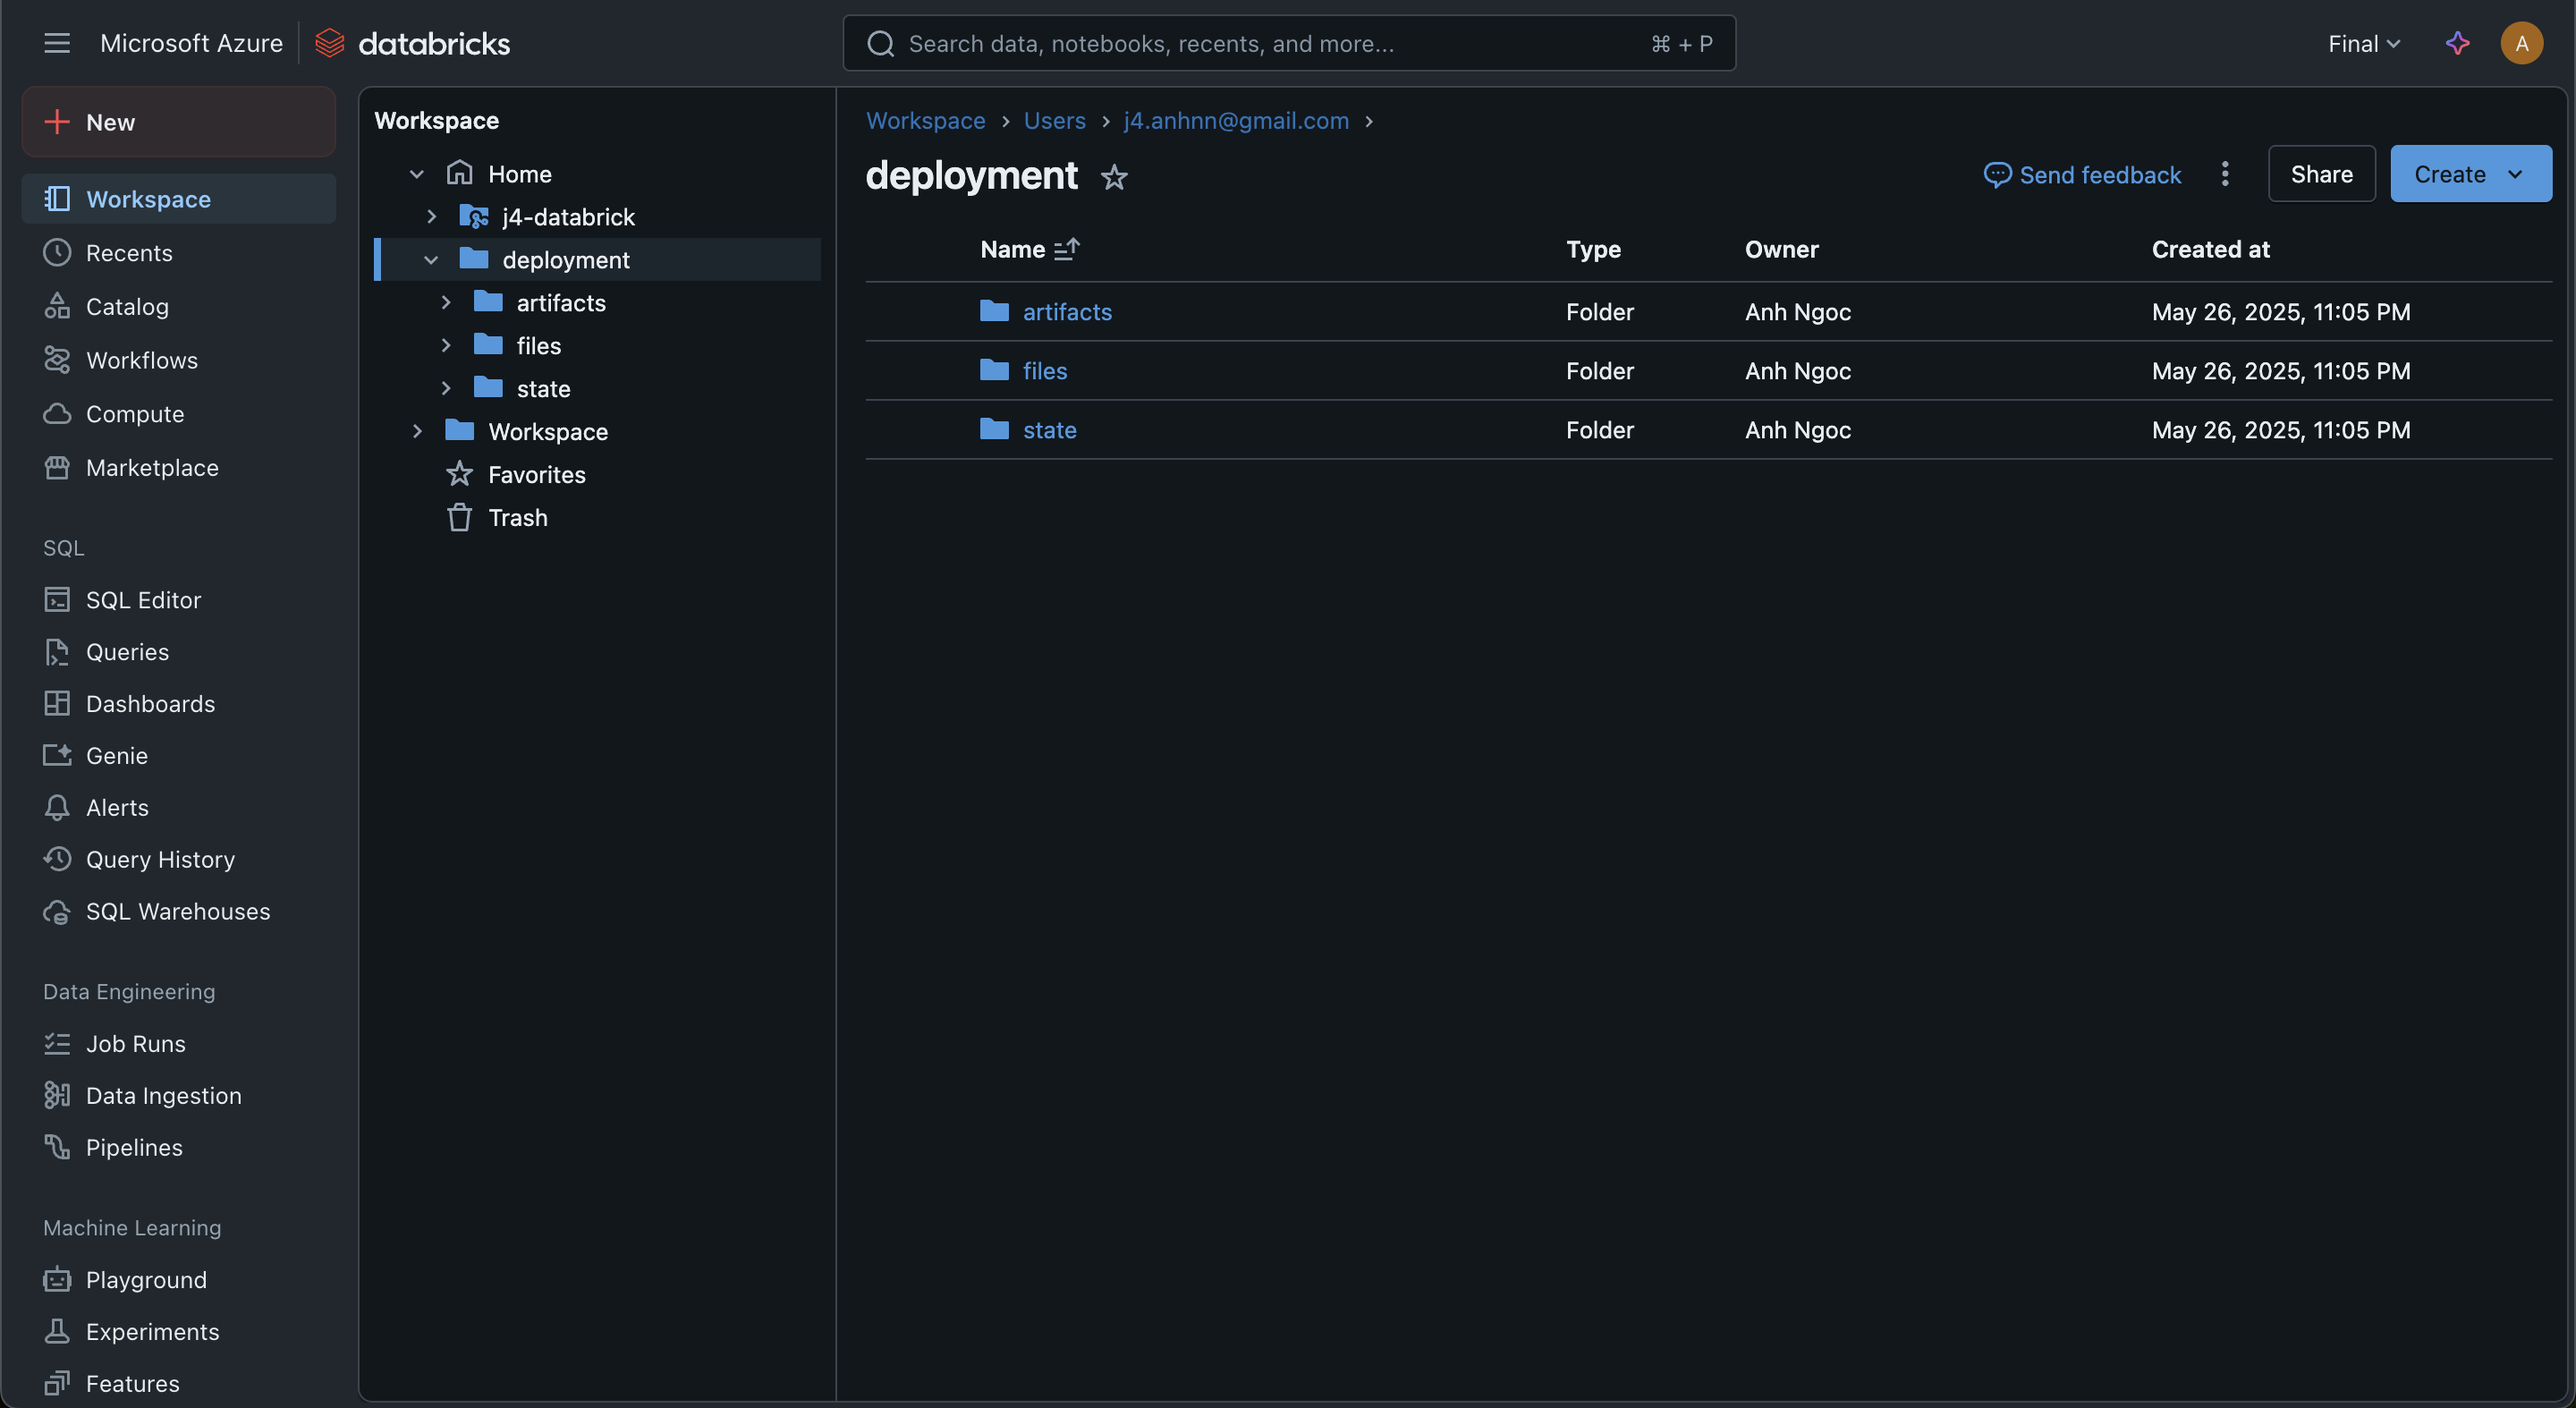 Microsoft Azure databricks
Search data, notebooks, recents, and more... ⌘ + P
Final
A
New
Workspace
Recents
Catalog
Workflows
Compute
Marketplace
SQL
SQL Editor
Queries
Dashboards
Genie
Alerts
Query History
SQL Warehouses
Data Engineering
Job Runs
Data Ingestion
Pipelines
Machine Learning
Playground
Experiments
Features
Workspace
Home
j4-databrick
deployment
artifacts
files
state
Workspace
Favorites
Trash
Workspace › Users › j4.anhnn@gmail.com ›
deployment
Send feedback
Share
Create
Name Type Owner Created at
artifacts Folder Anh Ngoc May 26, 2025, 11:05 PM
files Folder Anh Ngoc May 26, 2025, 11:05 PM
state Folder Anh Ngoc May 26, 2025, 11:05 PM